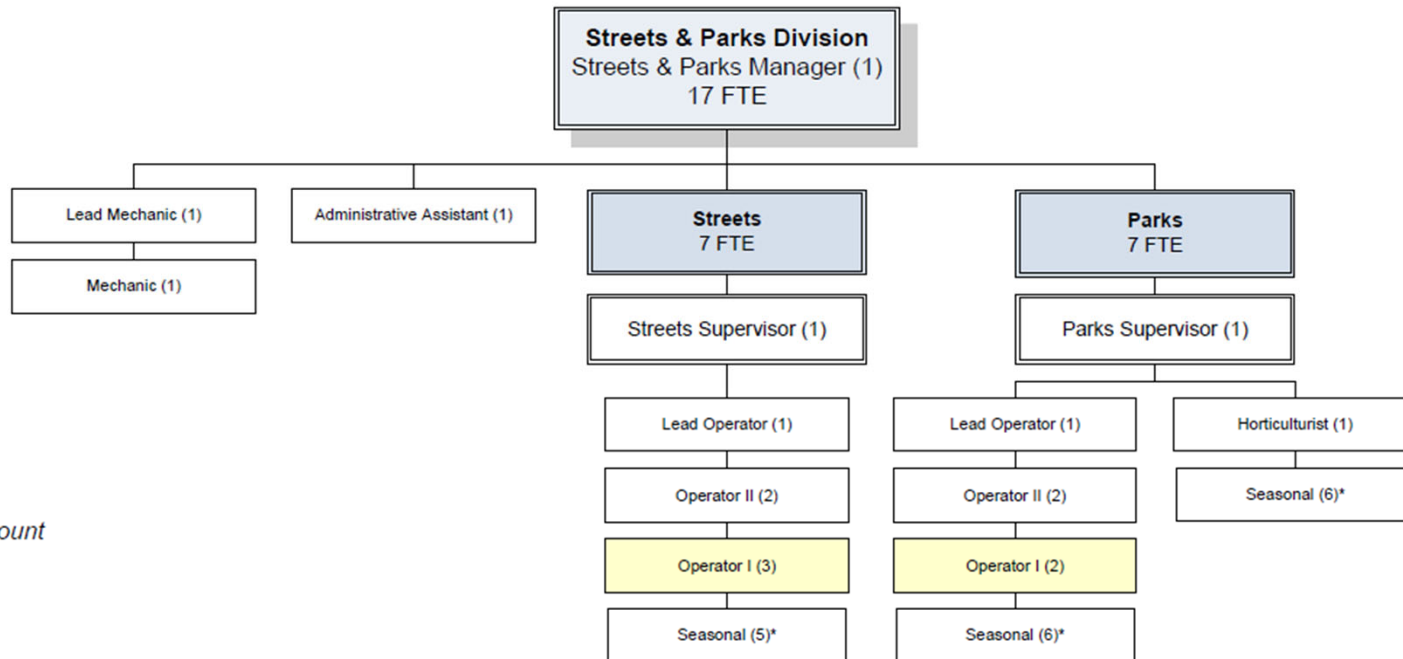 Streets & Parks Division
Streets & Parks Manager (1)
17 FTE
Lead Mechanic (1)
Mechanic (1)
Administrative Assistant (1)
Streets
7 FTE
Streets Supervisor (1)
Lead Operator (1)
Operator II (2)
Operator I (3)
Seasonal (5)*
Parks
7 FTE
Parks Supervisor (1)
Lead Operator (1)
Operator II (2)
Operator I (2)
Seasonal (6)*
Horticulturist (1)
Seasonal (6)*
ount